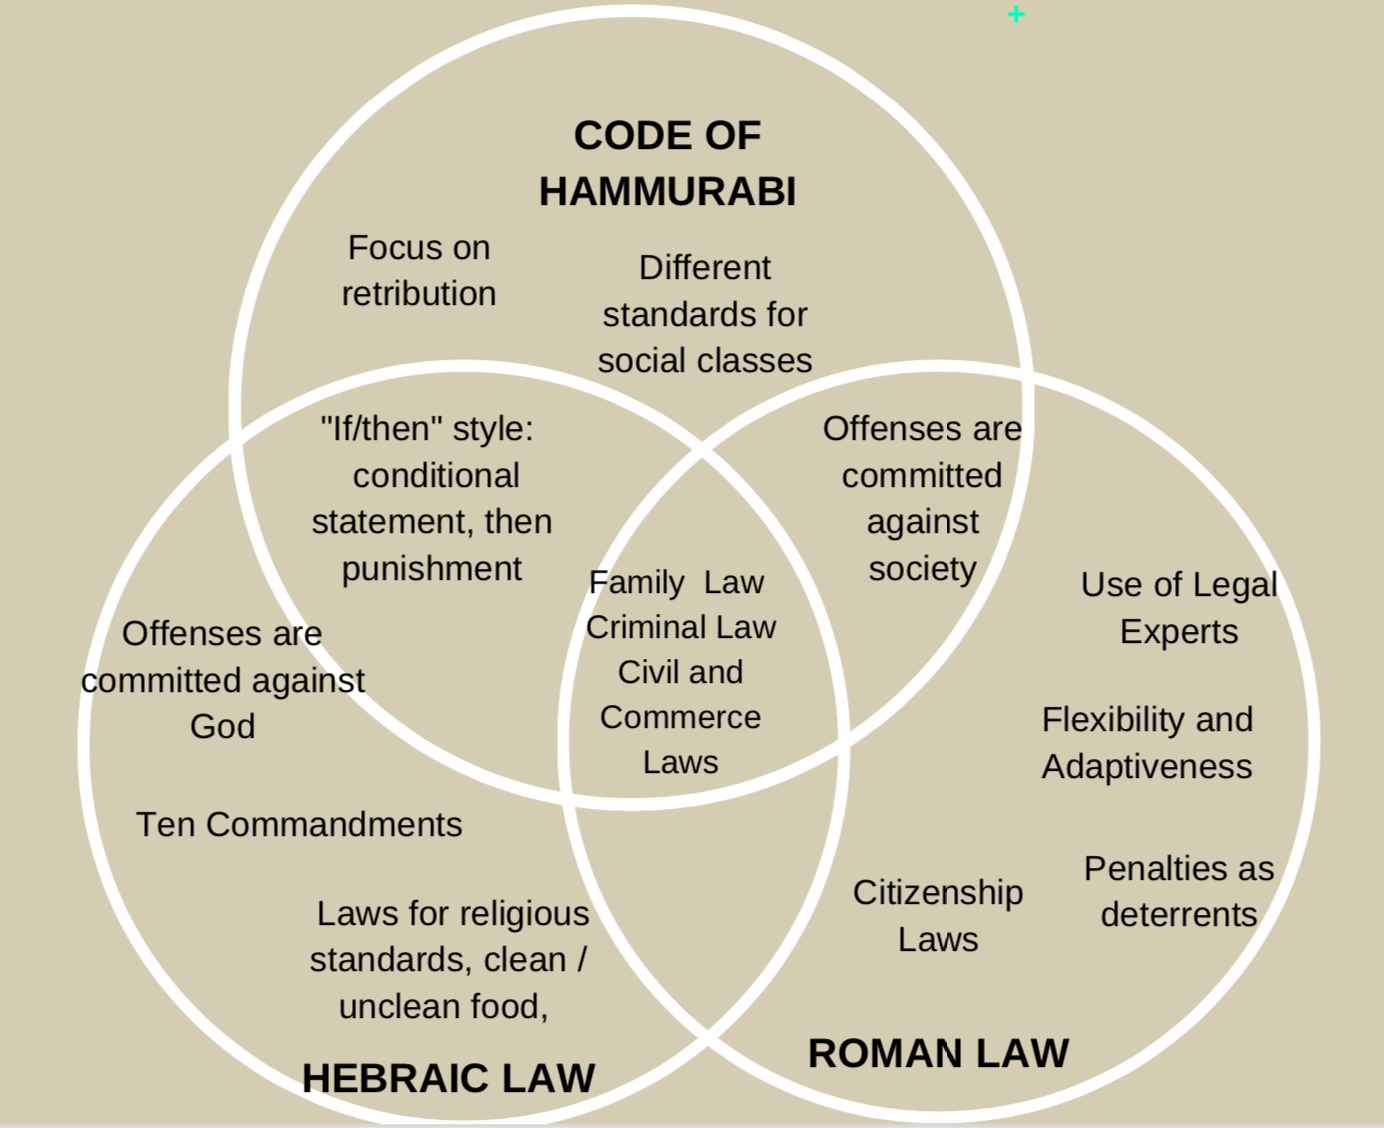 CODE OF
HAMMURABI
Focus on
retribution
Different
standards for
social classes
"If/then" style:
conditional
statement, then
punishment
Offenses are
committed
against
society
Family  Law
Criminal Law
Civil and
Commerce
Laws
Offenses are
committed against
God
Ten Commandments
Laws for religious
standards, clean /
unclean food,
HEBRAIC LAW
Use of Legal
Experts
Flexibility and
Adaptiveness
Penalties as
deterrents
Citizenship
Laws
ROMAN LAW